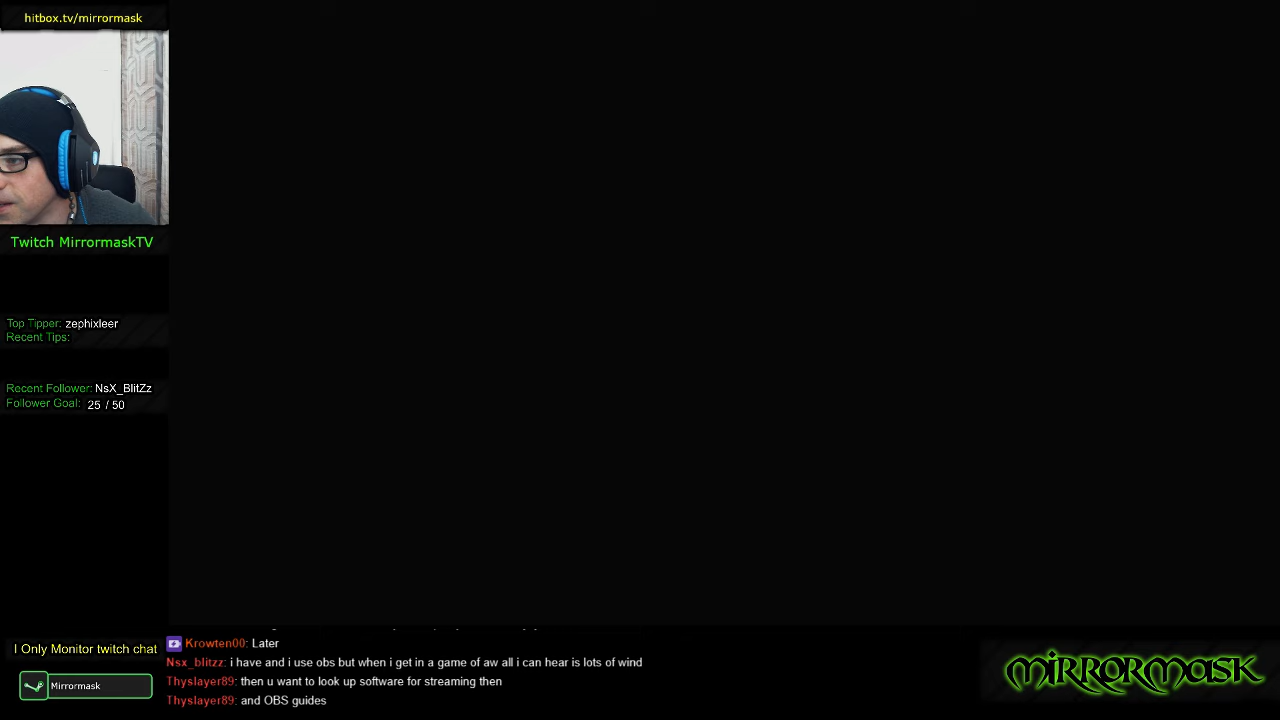 hitbox.tv/mirrormask
Twitch MirrormaskTV
Top Tipper: zephixleer
Recent Tips:
Recent Follower: NsX_BlitZz
Follower Goal: 25 / 50
I Only Monitor twitch chat
Mirrormask
Krowten00: Later
Nsx_blitzz: i have and i use obs but when i get in a game of aw all i can hear is lots of wind
Thyslayer89: then u want to look up software for streaming then
Thyslayer89: and OBS guides
MIRRORMASK